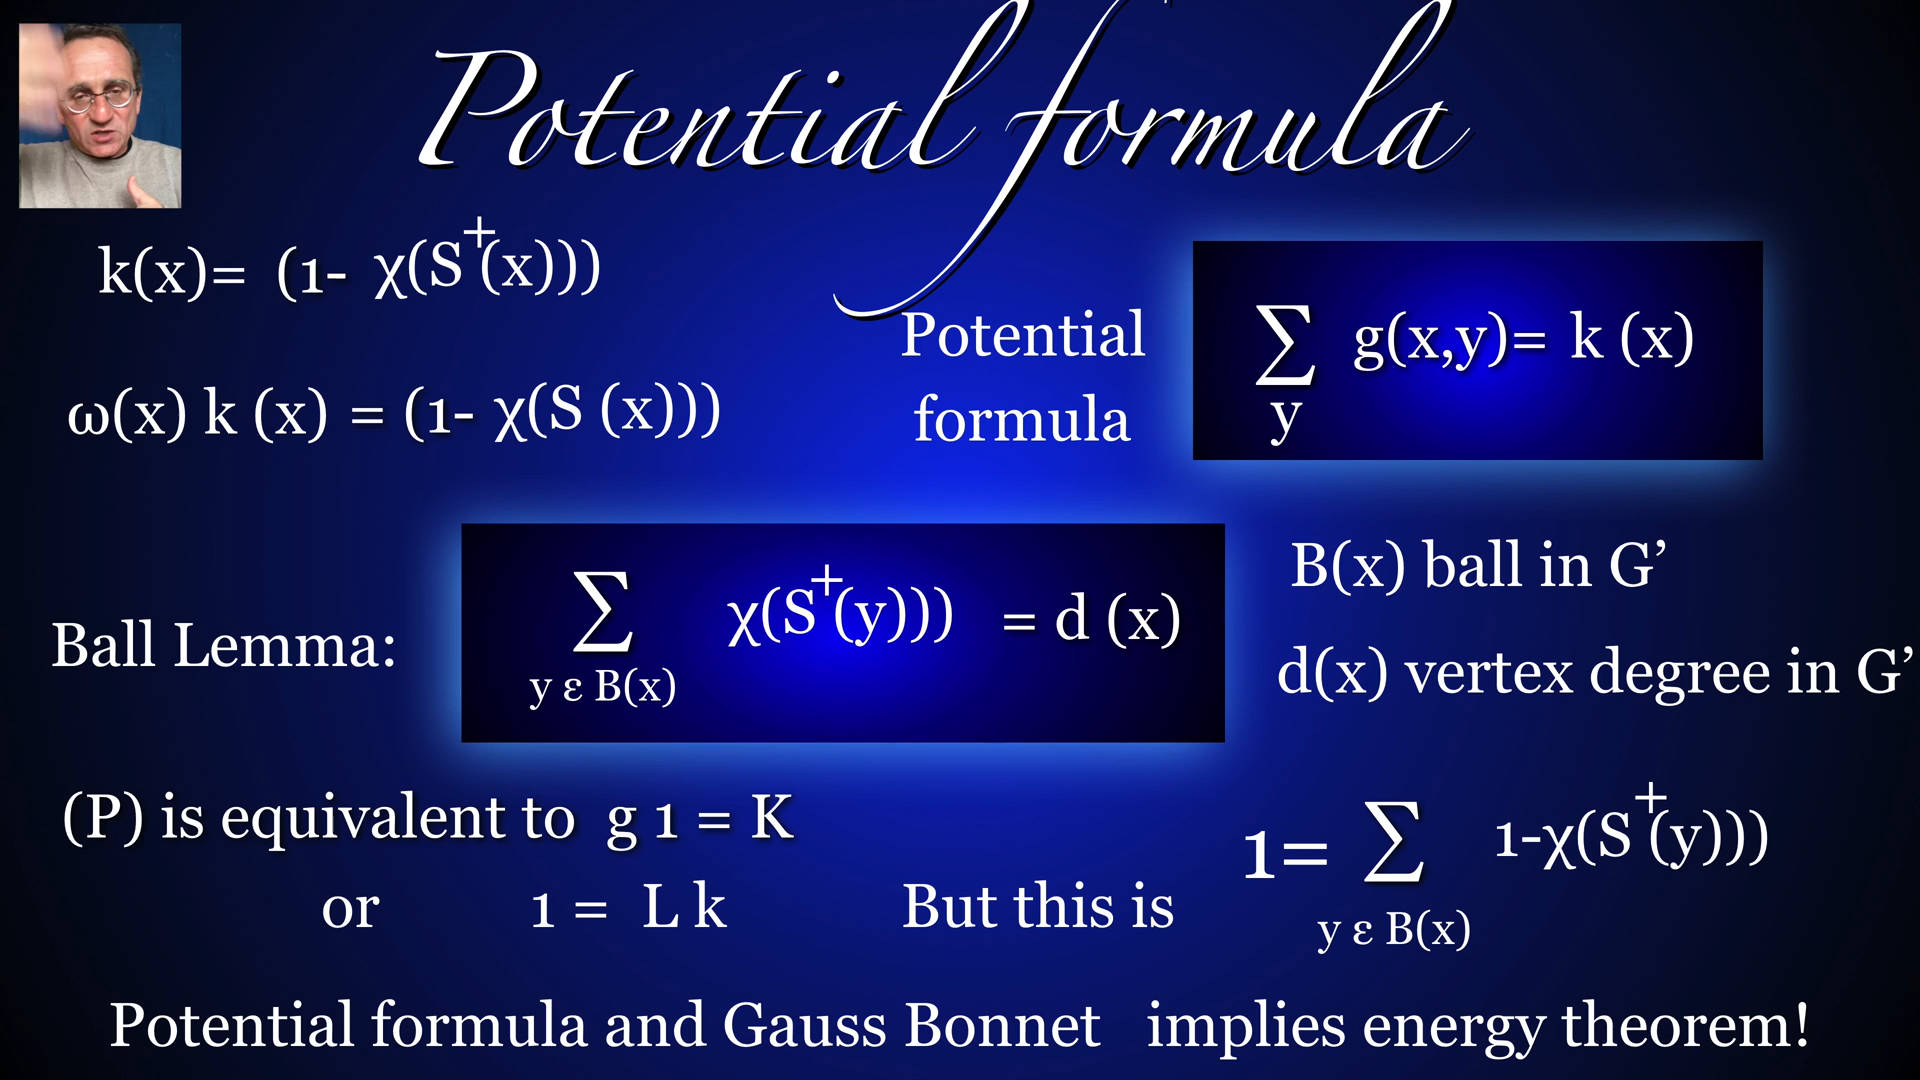 Potential formula
k(x)= (1- χ(S⁺(x)))
ω(x) k (x) = (1- χ(S (x)))
Potential
formula
∑ g(x,y)= k (x)
y
Ball Lemma:
∑ χ(S⁺(y))) = d (x)
y ε B(x)
B(x) ball in G’
d(x) vertex degree in G’
(P) is equivalent to g 1 = K
or 1 = L k
But this is
1= ∑ 1-χ(S⁺(y)))
y ε B(x)
Potential formula and Gauss Bonnet implies energy theorem!